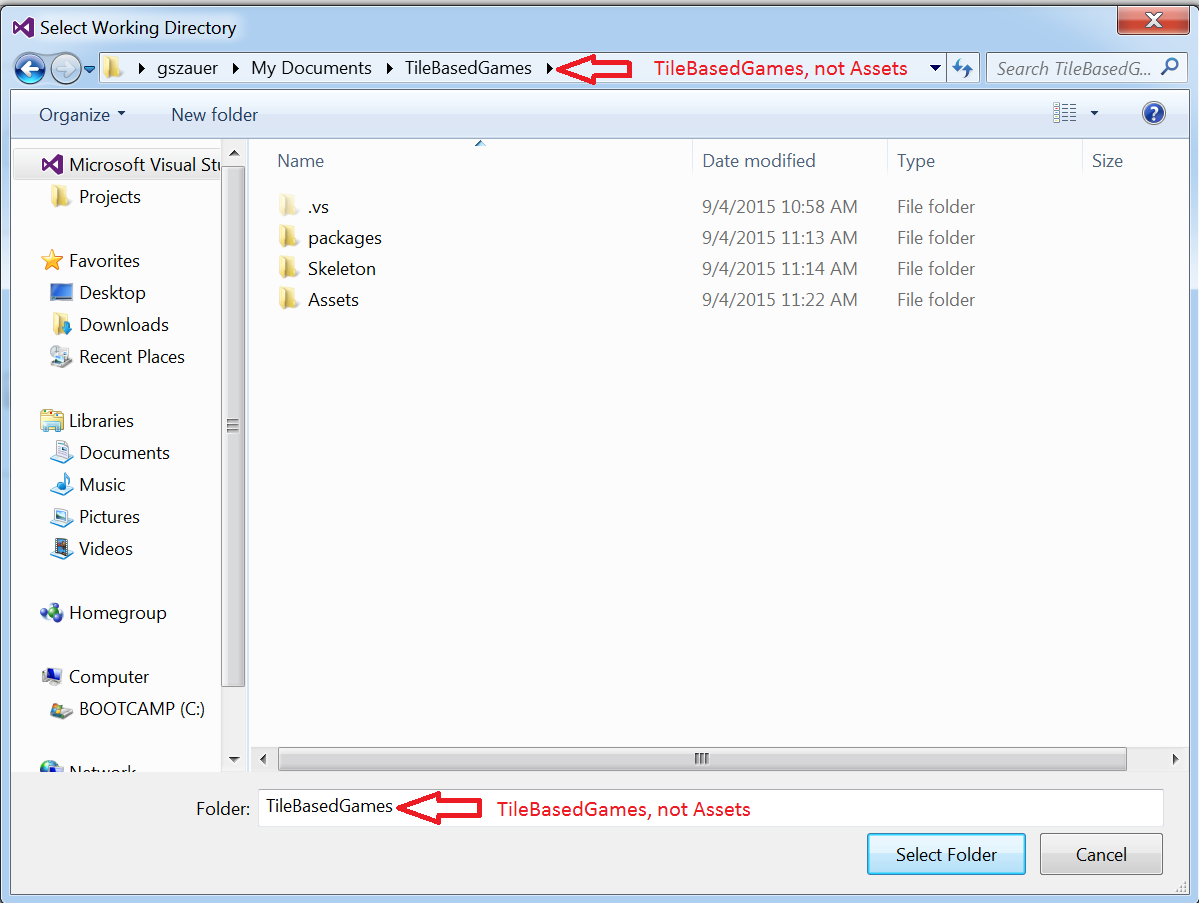 Select Working Directory
gszauer My Documents TileBasedGames TileBasedGames, not Assets Search TileBasedG...
Organize New folder
Microsoft Visual Stu
Projects
Favorites
Desktop
Downloads
Recent Places
Libraries
Documents
Music
Pictures
Videos
Homegroup
Computer
BOOTCAMP (C:)
Network
Name Date modified Type Size
.vs 9/4/2015 10:58 AM File folder
packages 9/4/2015 11:13 AM File folder
Skeleton 9/4/2015 11:14 AM File folder
Assets 9/4/2015 11:22 AM File folder
Folder: TileBasedGames TileBasedGames, not Assets
Select Folder Cancel